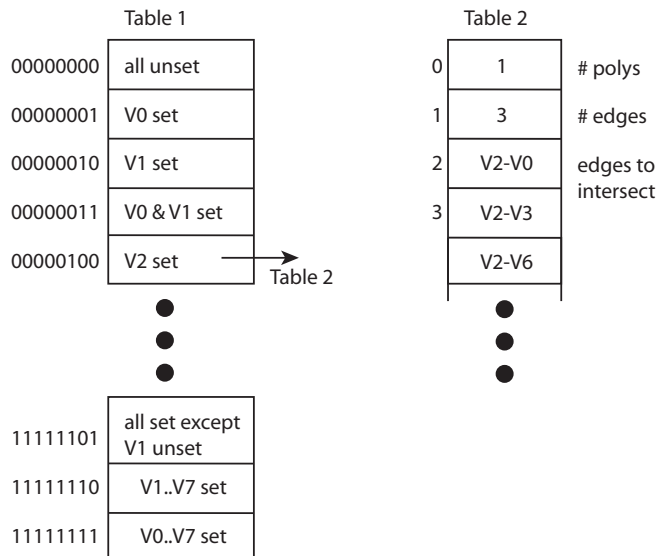 Table 1
00000000 all unset
00000001 V0 set
00000010 V1 set
00000011 V0 & V1 set
00000100 V2 set
Table 2
11111101 all set except
V1 unset
11111110 V1..V7 set
11111111 V0..V7 set
Table 2
0 1 # polys
1 3 # edges
2 V2-V0 edges to
intersect
3 V2-V3
V2-V6